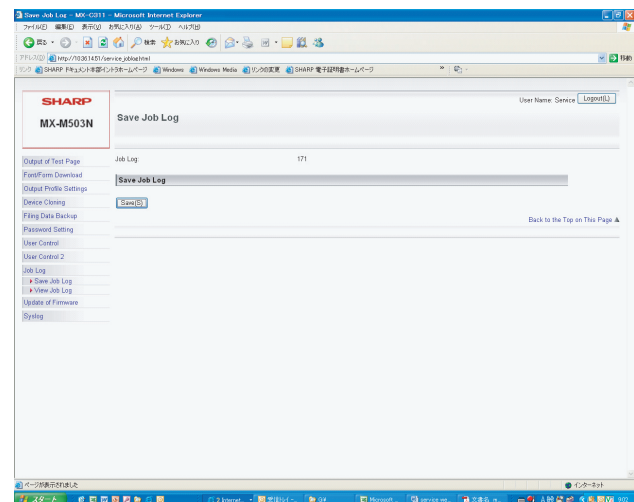 Save Job Log - MX-C311 - Microsoft Internet Explorer
ファイル(F) 編集(E) 表示(V) お気に入り(A) ツール(T) ヘルプ(H)
戻る 検索 お気に入り
アドレス(D) http://10.36.1.4.51/service_joblog.html 移動
リンク SHARP ドキュメント本部イントラホームページ Windows Windows Media リンクの変更 SHARP 電子証明書ホームページ
SHARP
MX-M503N
Save Job Log
User Name: Service Logout(L)
Output of Test Page
Font/Form Download
Output Profile Settings
Device Cloning
Filing Data Backup
Password Setting
User Control
User Control 2
Job Log
Save Job Log
View Job Log
Update of Firmware
Syslog
Job Log: 171
Save Job Log
Save(S)
Back to the Top on This Page
ページが表示されました
インターネット
スタート 2 Internet... Microsoft... 9:02